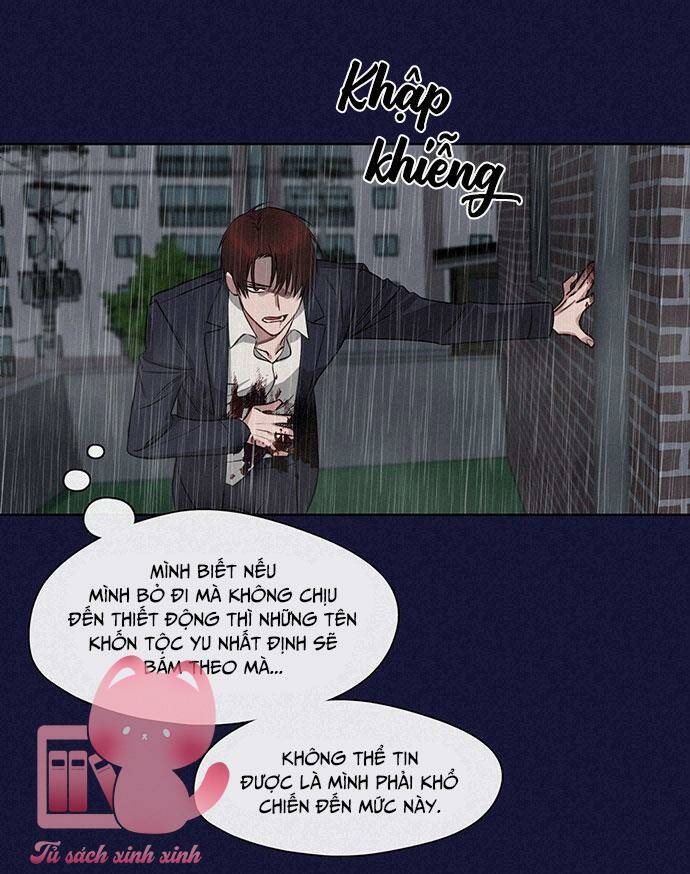 Khập
khiễng
MÌNH BIẾT NẾU
MÌNH BỎ ĐI MÀ KHÔNG CHỊU
ĐẾN THIẾT ĐỘNG THÌ NHỮNG TÊN
KHỐN TỘC YU NHẤT ĐỊNH SẼ
BÁM THEO MÀ...
KHÔNG THỂ TIN
ĐƯỢC LÀ MÌNH PHẢI KHỔ
CHIẾN ĐẾN MỨC NÀY.
Tủ sách xinh xinh